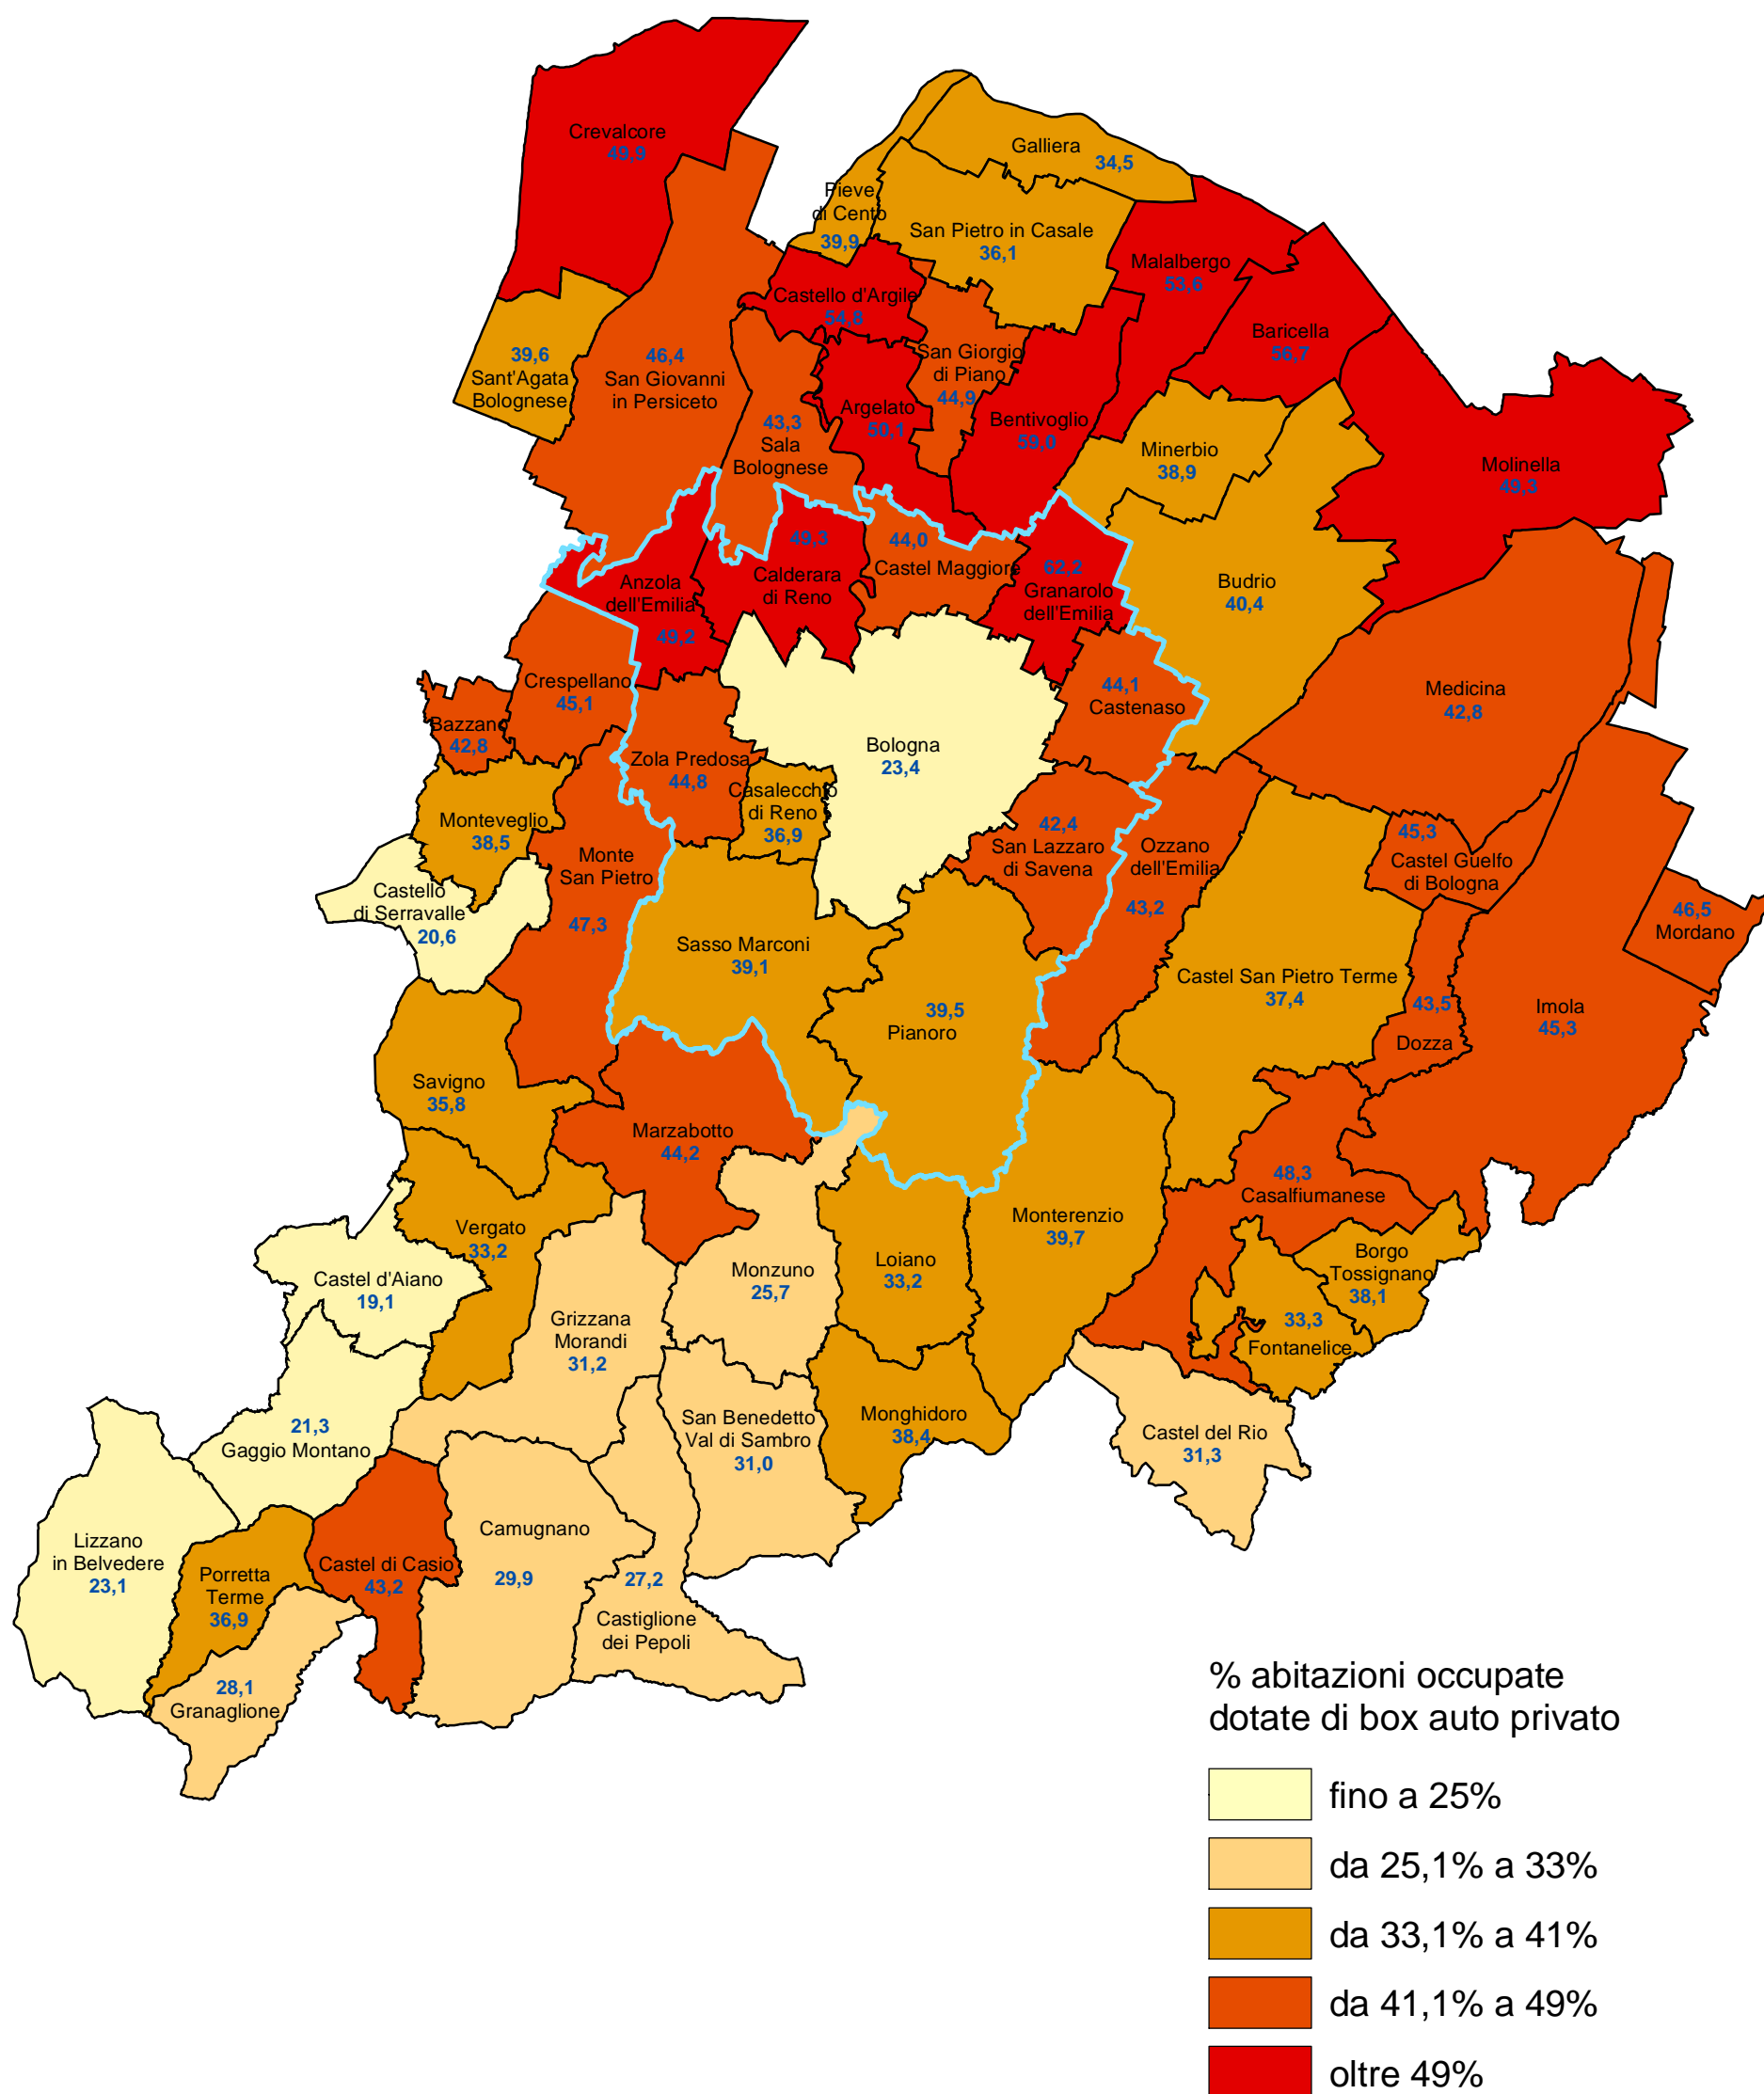 Crevalcore
49,9
Galliera
34,5
Pieve
di Cento
39,9
San Pietro in Casale
36,1
Malalbergo
53,6
Castello d'Argile
54,8
Baricella
56,7
39,6
Sant'Agata
Bolognese
46,4
San Giovanni
in Persiceto
San Giorgio
di Piano
44,9
Argelato
50,1
Bentivoglio
59,0
43,3
Sala
Bolognese
Minerbio
38,9
Molinella
49,3
49,3
Calderara
di Reno
44,0
Castel Maggiore
62,2
Granarolo
dell'Emilia
Anzola
dell'Emilia
49,2
Budrio
40,4
Crespellano
45,1
44,1
Castenaso
Medicina
42,8
Bazzano
42,8
Zola Predosa
44,8
Bologna
23,4
Casalecchio
di Reno
36,9
Monteveglio
38,5
Monte
San Pietro
47,3
42,4
San Lazzaro
di Savena
Ozzano
dell'Emilia
43,2
45,3
Castel Guelfo
di Bologna
Castello
di Serravalle
20,6
46,5
Mordano
Sasso Marconi
39,1
Castel San Pietro Terme
37,4
39,5
Pianoro
43,5
Dozza
Imola
45,3
Savigno
35,8
Marzabotto
44,2
48,3
Casalfiumanese
Vergato
33,2
Monterenzio
39,7
Castel d'Aiano
19,1
Monzuno
25,7
Loiano
33,2
Borgo
Tossignano
38,1
Grizzana
Morandi
31,2
33,3
Fontanelice
21,3
Gaggio Montano
San Benedetto
Val di Sambro
31,0
Monghidoro
38,4
Castel del Rio
31,3
Lizzano
in Belvedere
23,1
Porretta
Terme
36,9
Castel di Casio
43,2
Camugnano
29,9
27,2
Castiglione
dei Pepoli
28,1
Granaglione
% abitazioni occupate
dotate di box auto privato
fino a 25%
da 25,1% a 33%
da 33,1% a 41%
da 41,1% a 49%
oltre 49%